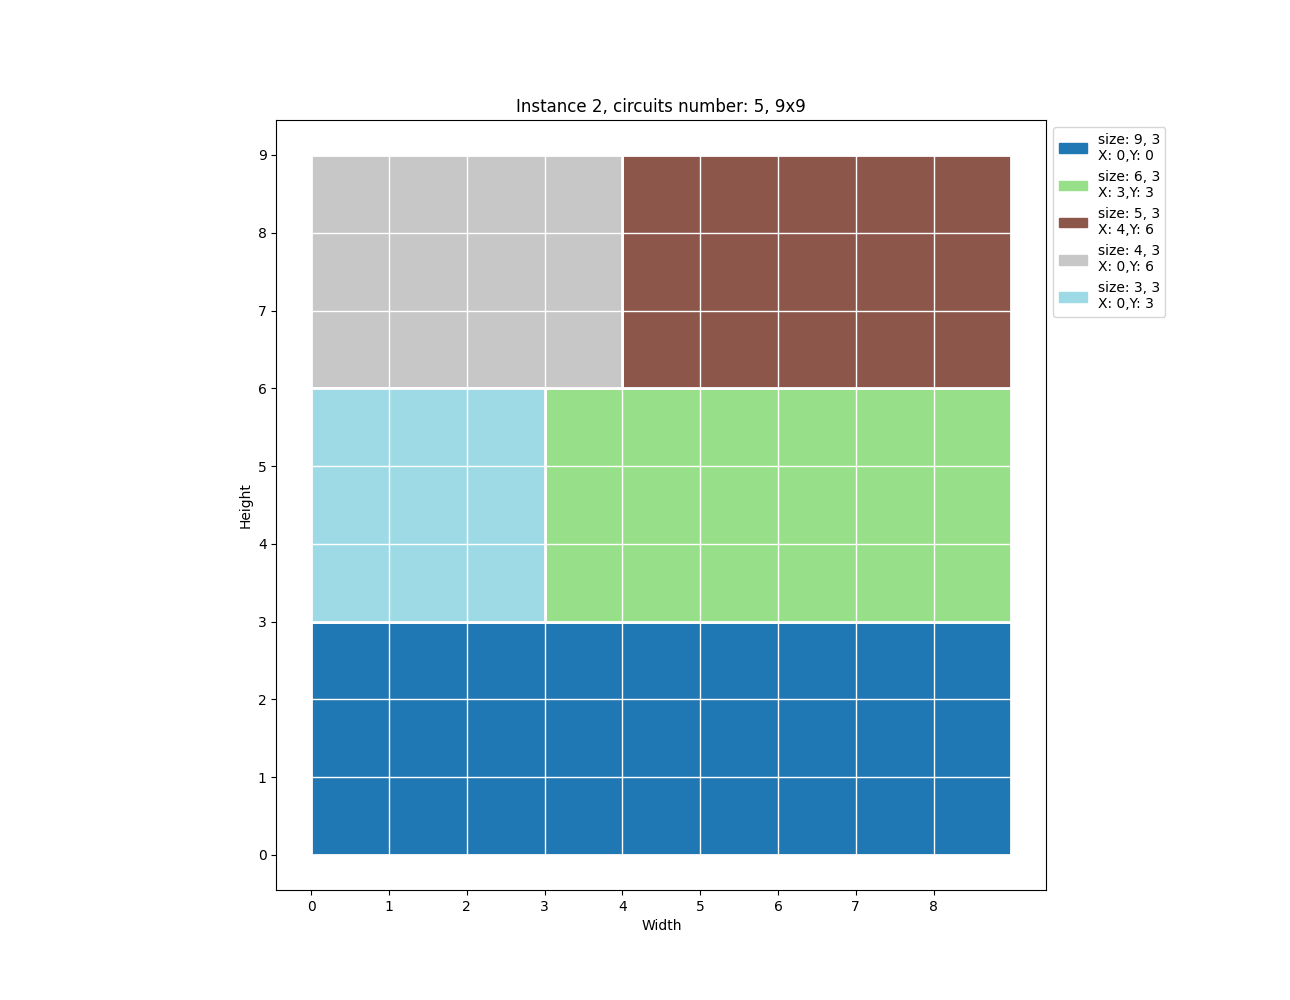 Instance 2, circuits number: 5, 9x9
size: 9, 3
X: 0,Y: 0
size: 6, 3
X: 3,Y: 3
size: 5, 3
X: 4,Y: 6
size: 4, 3
X: 0,Y: 6
size: 3, 3
X: 0,Y: 3
9
8
7
6
5
4
3
2
1
0
Height
0 1 2 3 4 5 6 7 8
Width